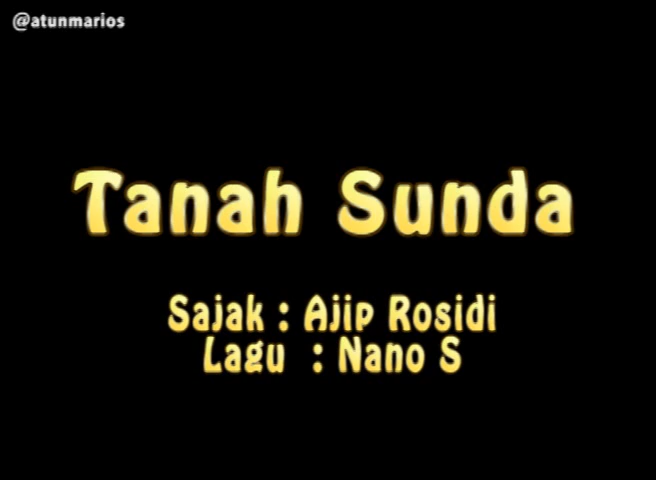 @atunmarios
Tanah Sunda
Sajak : Ajip Rosidi
Lagu : Nano S